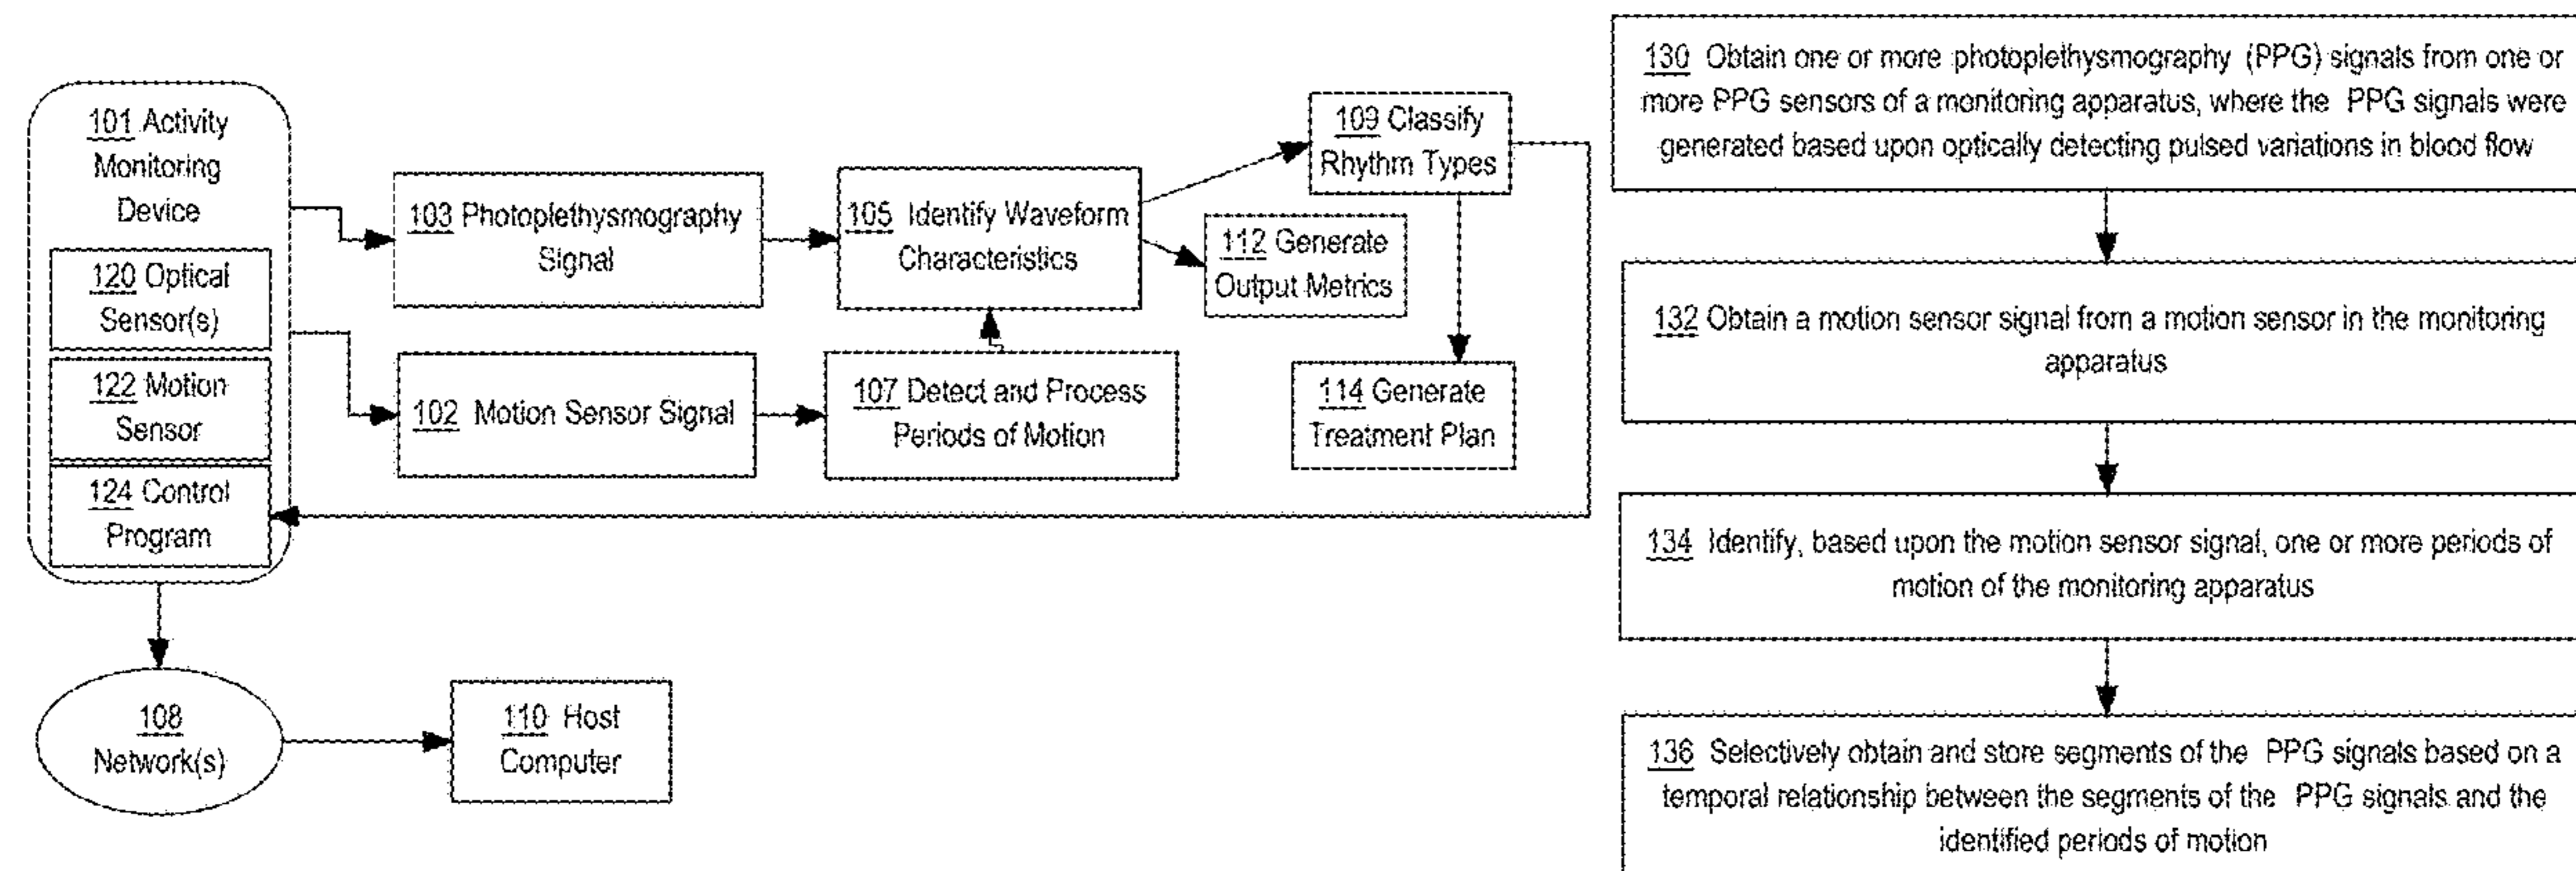 101 Activity
Monitoring
Device
120 Optical
Sensor(s)
122 Motion
Sensor
124 Control
Program
108
Network(s)
110 Host
Computer
103 Photoplethysmography
Signal
102 Motion Sensor Signal
105 Identify Waveform
Characteristics
107 Detect and Process
Periods of Motion
109 Classify
Rhythm Types
112 Generate
Output Metrics
114 Generate
Treatment Plan
130 Obtain one or more photoplethysmography (PPG) signals from one or
more PPG sensors of a monitoring apparatus, where the PPG signals were
generated based upon optically detecting pulsed variations in blood flow
132 Obtain a motion sensor signal from a motion sensor in the monitoring
apparatus
134 Identify, based upon the motion sensor signal, one or more periods of
motion of the monitoring apparatus
136 Selectively obtain and store segments of the PPG signals based on a
temporal relationship between the segments of the PPG signals and the
identified periods of motion